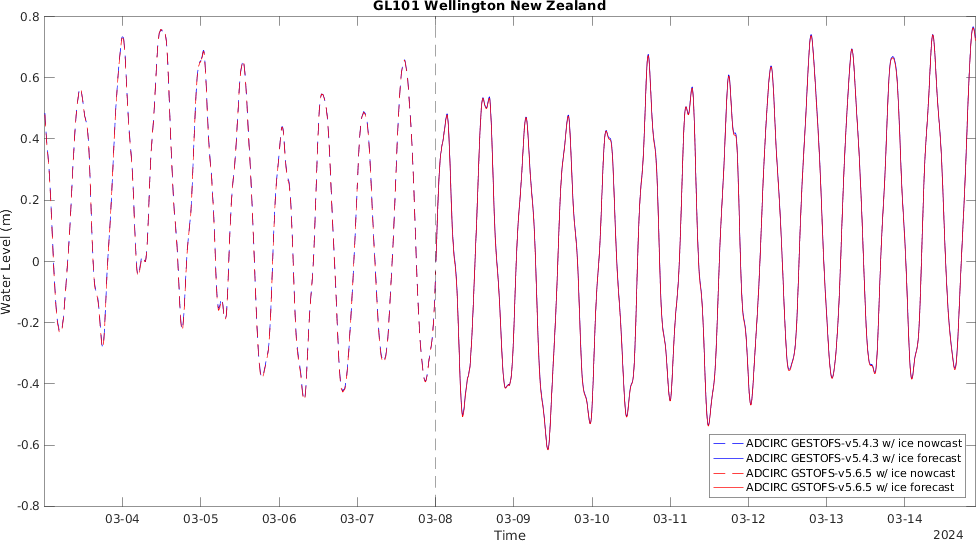 GL101 Wellington New Zealand
0.8
0.6
0.4
0.2
0
-0.2
-0.4
-0.6
-0.8
Water Level (m)
ADCIRC GESTOFS-v5.4.3 w/ ice nowcast
ADCIRC GESTOFS-v5.4.3 w/ ice forecast
ADCIRC GSTOFS-v5.6.5 w/ ice nowcast
ADCIRC GSTOFS-v5.6.5 w/ ice forecast
03-04 03-05 03-06 03-07 03-08 03-09 03-10 03-11 03-12 03-13 03-14
Time
2024